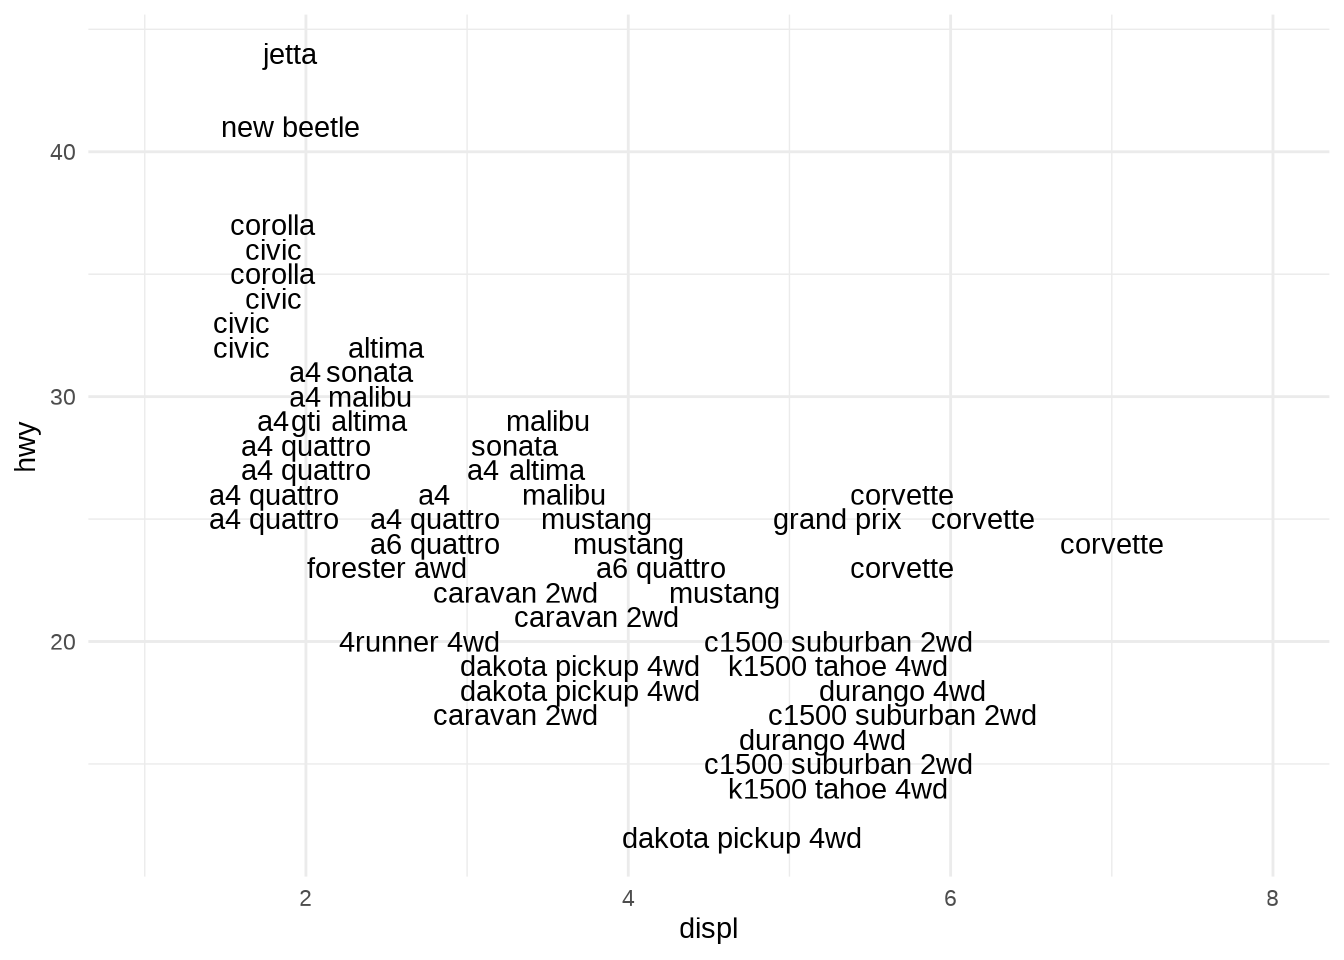 jetta
new beetle
40
corolla
civic
corolla
civic
civic
civic altima
a4 sonata
30 a4 malibu
a4 gti altima malibu
a4 quattro sonata
hwy
a4 quattro a4 altima
a4 quattro a4 malibu corvette
a4 quattro a4 quattro mustang grand prix corvette
a6 quattro mustang corvette
forester awd a6 quattro corvette
caravan 2wd mustang
caravan 2wd
20 4runner 4wd c1500 suburban 2wd
dakota pickup 4wd k1500 tahoe 4wd
dakota pickup 4wd durango 4wd
caravan 2wd c1500 suburban 2wd
durango 4wd
c1500 suburban 2wd
k1500 tahoe 4wd
dakota pickup 4wd
2 4 6 8
displ